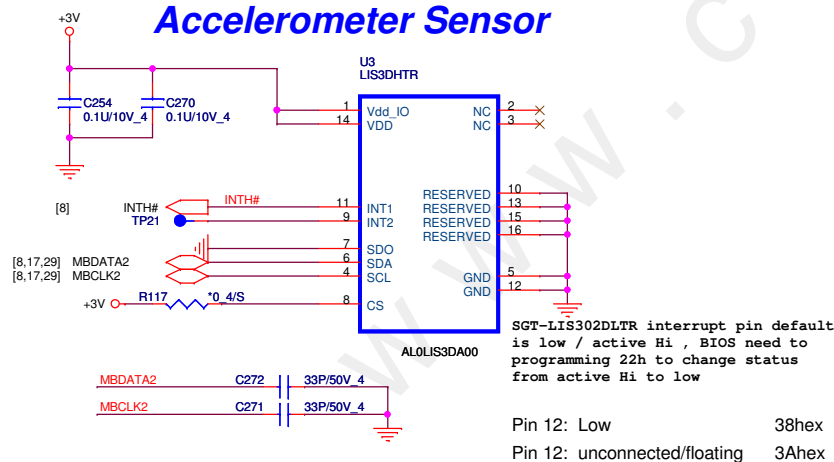 Accelerometer Sensor
+3V
U3
LIS3DHTR
C254
0.1U/10V_4
C270
0.1U/10V_4
1 Vdd_IO NC 2
14 VDD NC 3
[8] INTH# INTH# 11 INT1
TP21 9 INT2
RESERVED 10
RESERVED 13
RESERVED 15
RESERVED 16
7 SDO
[8,17,29] MBDATA2 6 SDA
[8,17,29] MBCLK2 4 SCL
GND 5
GND 12
+3V R117 *0_4/S 8 CS
AL0LIS3DA00
SGT-LIS302DLTR interrupt pin default
is low / active Hi , BIOS need to
programming 22h to change status
from active Hi to low
MBDATA2 C272 33P/50V_4
MBCLK2 C271 33P/50V_4
Pin 12: Low 38hex
Pin 12: unconnected/floating 3Ahex
w w w . c